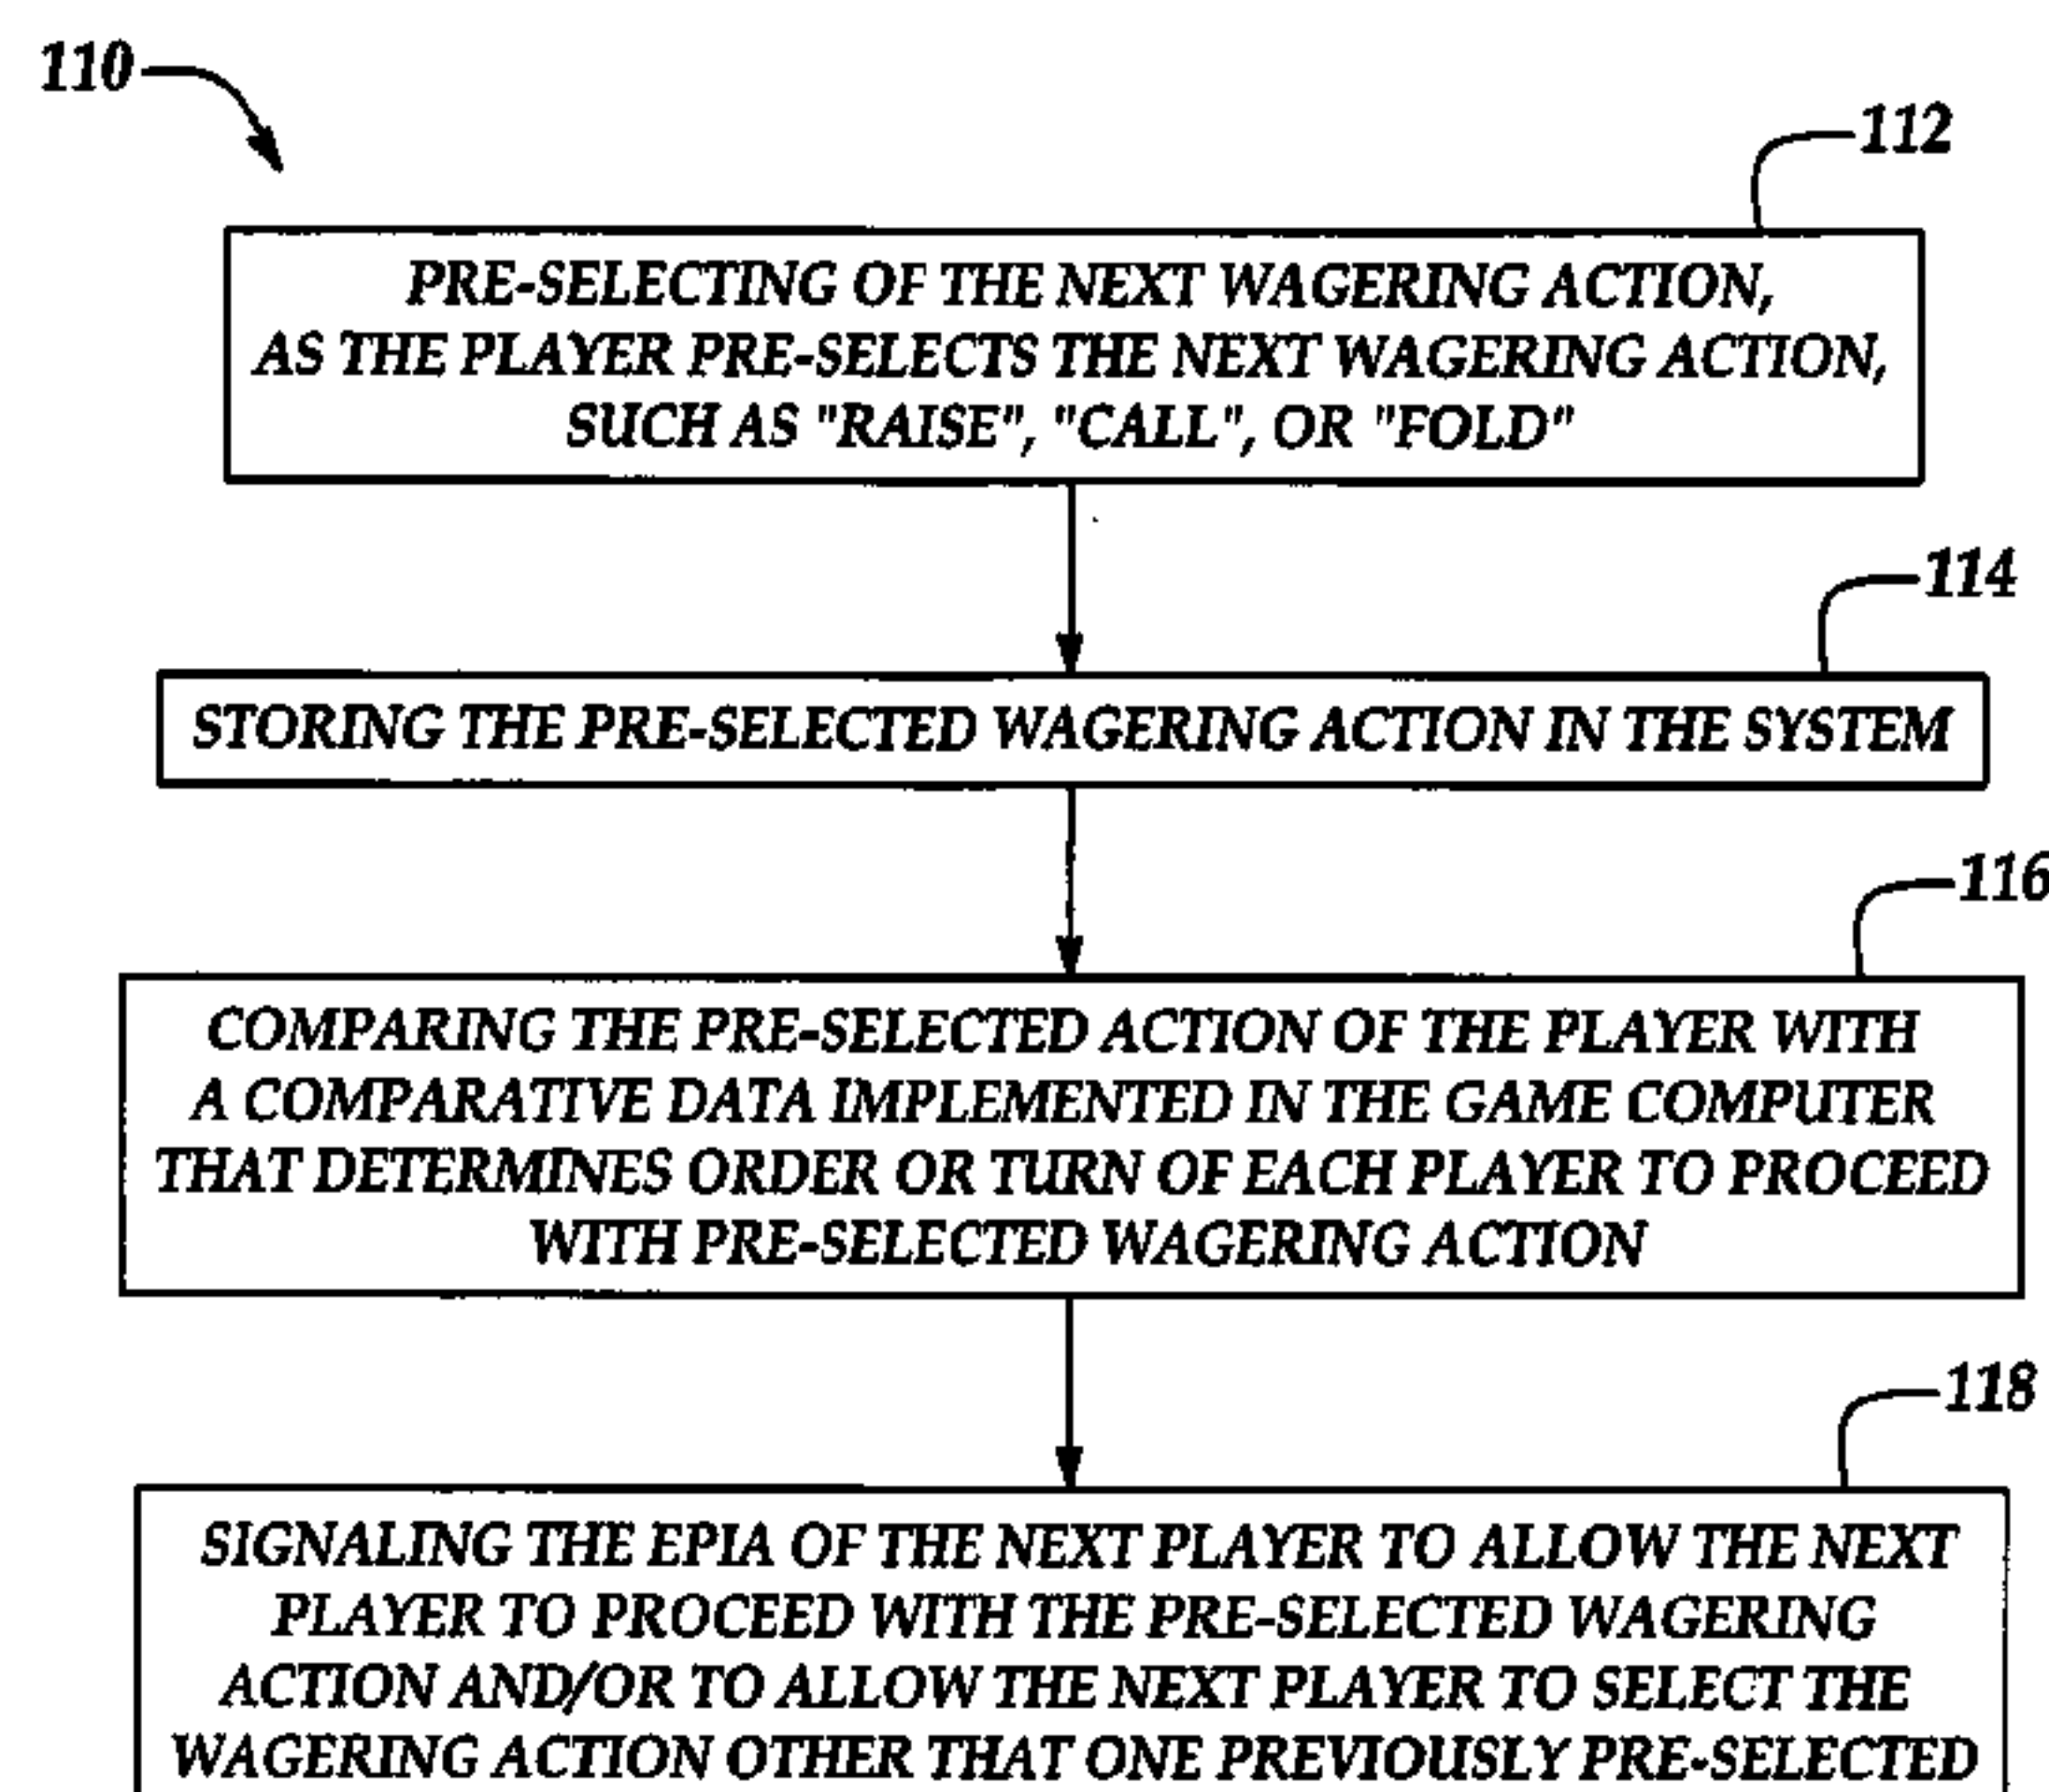 110
112
PRE-SELECTING OF THE NEXT WAGERING ACTION,
AS THE PLAYER PRE-SELECTS THE NEXT WAGERING ACTION,
SUCH AS "RAISE", "CALL", OR "FOLD"
114
STORING THE PRE-SELECTED WAGERING ACTION IN THE SYSTEM
116
COMPARING THE PRE-SELECTED ACTION OF THE PLAYER WITH
A COMPARATIVE DATA IMPLEMENTED IN THE GAME COMPUTER
THAT DETERMINES ORDER OR TURN OF EACH PLAYER TO PROCEED
WITH PRE-SELECTED WAGERING ACTION
118
SIGNALING THE EPIA OF THE NEXT PLAYER TO ALLOW THE NEXT
PLAYER TO PROCEED WITH THE PRE-SELECTED WAGERING
ACTION AND/OR TO ALLOW THE NEXT PLAYER TO SELECT THE
WAGERING ACTION OTHER THAT ONE PREVIOUSLY PRE-SELECTED